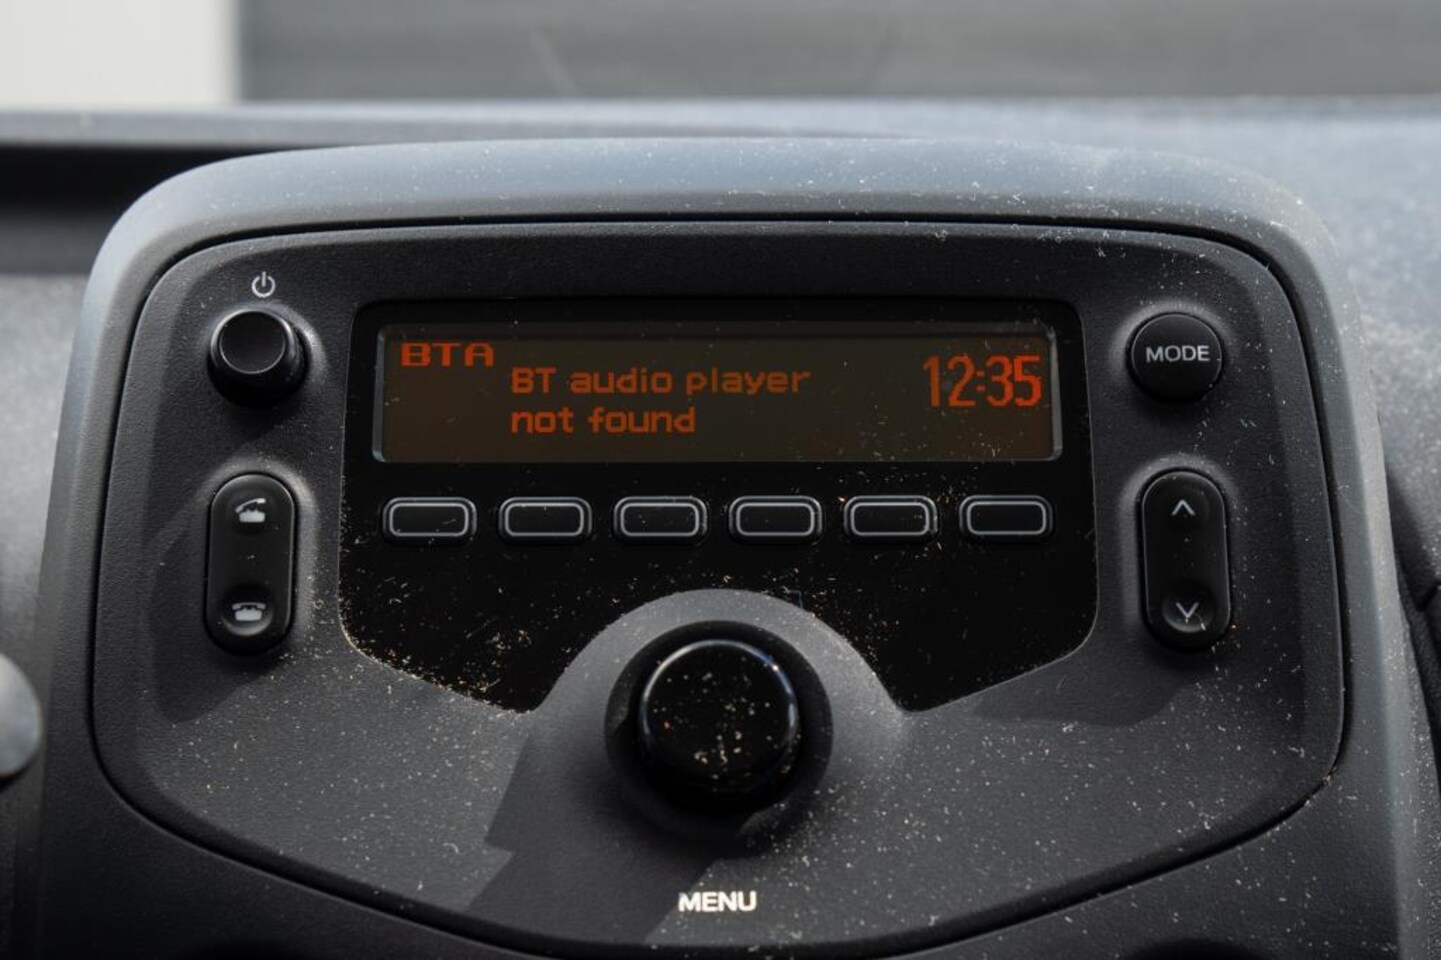 BTA
BT audio player
not found
12:35
MODE
MENU